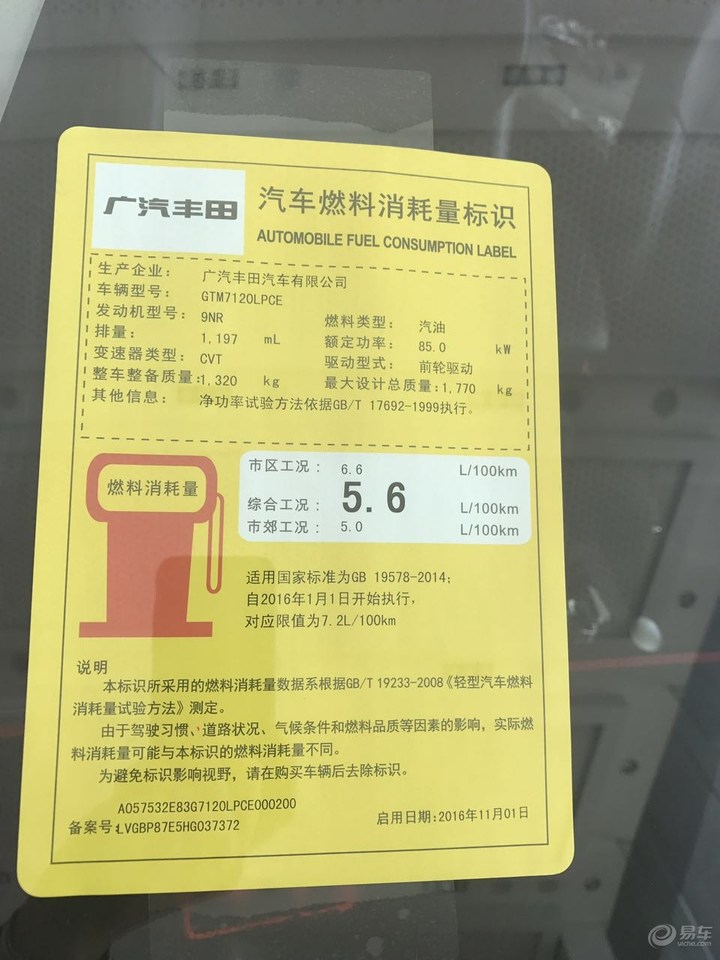 广汽丰田
汽车燃料消耗量标识
AUTOMOBILE FUEL CONSUMPTION LABEL
生产企业： 广汽丰田汽车有限公司
车辆型号： GTM7120LPCE
发动机型号： 9NR 燃料类型： 汽油
排量： 1,197 mL 额定功率： 85.0 kW
变速器类型： CVT 驱动型式： 前轮驱动
整车整备质量：1,320 kg 最大设计总质量：1,770 kg
其他信息： 净功率试验方法依据GB/T 17692-1999执行。
燃料消耗量
市区工况： 6.6 L/100km
综合工况： 5.6 L/100km
市郊工况： 5.0 L/100km
适用国家标准为GB 19578-2014；
自2016年1月1日开始执行，
对应限值为7.2L/100km
说明
本标识所采用的燃料消耗量数据系根据GB/T 19233-2008《轻型汽车燃料
消耗量试验方法》测定。
由于驾驶习惯、道路状况、气候条件和燃料品质等因素的影响，实际燃
料消耗量可能与本标识的燃料消耗量不同。
为避免标识影响视野，请在购买车辆后去除标识。
A057532E83G7120LPCE000200
备案号：LVGBP87E5HG037372 启用日期：2016年11月01日
易车
yiche.com